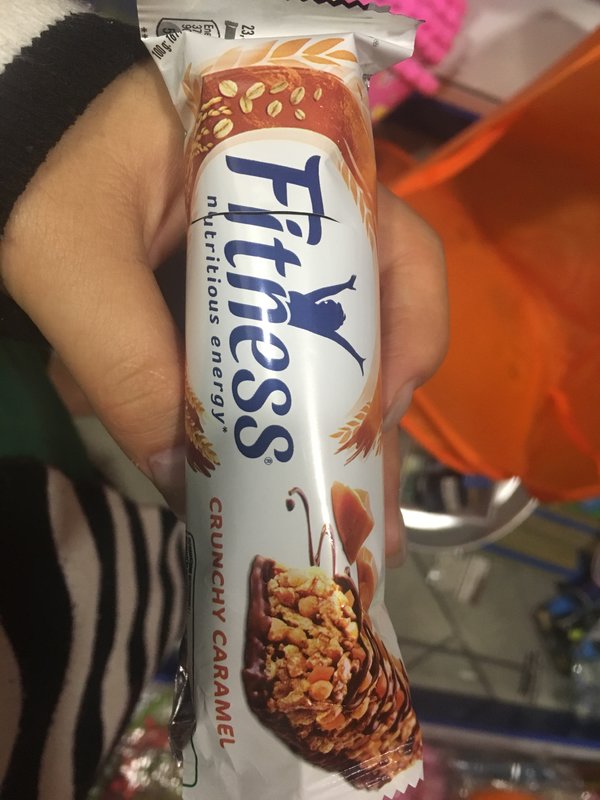 Fitness®
nutritious energy*
CRUNCHY CARAMEL